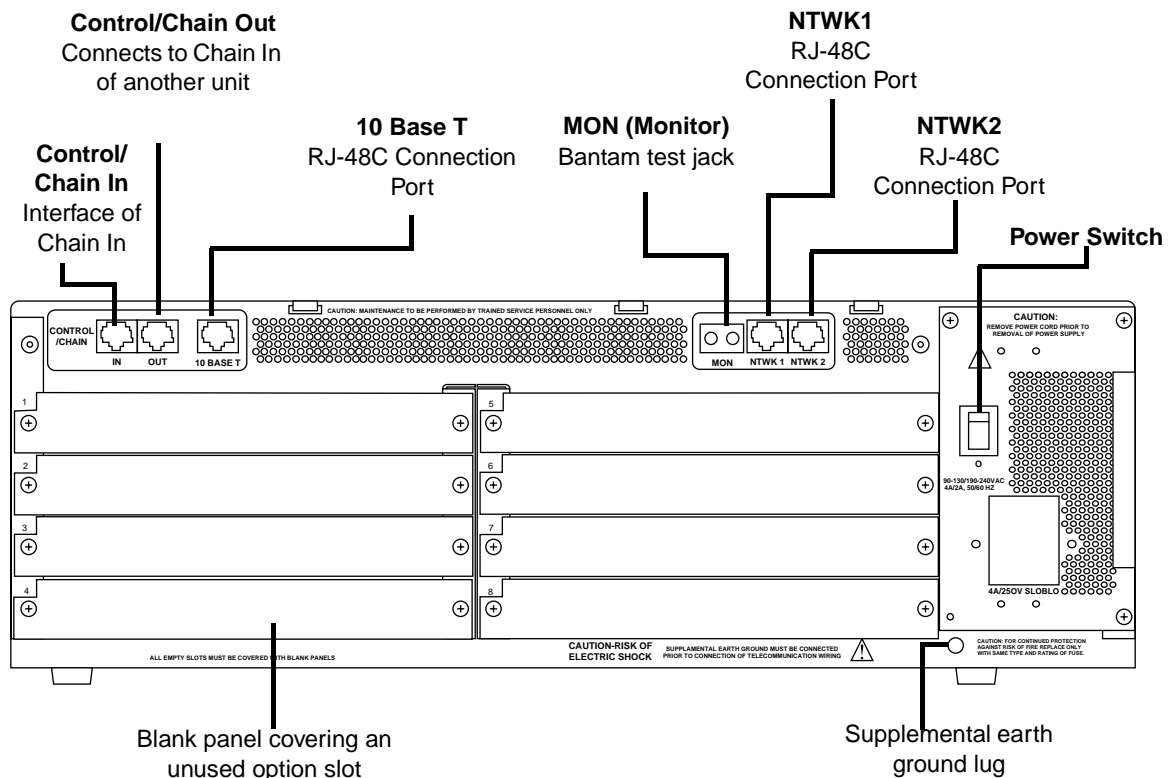 Control/Chain Out
Connects to Chain In
of another unit
NTWK1
RJ-48C
Connection Port
Control/
Chain In
Interface of
Chain In
10 Base T
RJ-48C Connection
Port
MON (Monitor)
Bantam test jack
NTWK2
RJ-48C
Connection Port
Power Switch
CONTROL
/CHAIN
IN
OUT
10 BASE T
CAUTION: MAINTENANCE TO BE PERFORMED BY TRAINED SERVICE PERSONNEL ONLY
MON
NTWK 1
NTWK 2
CAUTION:
REMOVE POWER CORD PRIOR TO
REMOVAL OF POWER SUPPLY
1
5
2
6
3
7
4
8
90-130/190-240VAC
4A/2A, 50/60 HZ
4A/25OV SLOBLO
ALL EMPTY SLOTS MUST BE COVERED WITH BLANK PANELS
CAUTION-RISK OF
ELECTRIC SHOCK
SUPPLAMENTAL EARTH GROUND MUST BE CONNECTED
PRIOR TO CONNECTION OF TELECOMMUNICATION WIRING
!
CAUTION: FOR CONTINUED PROTECTION
AGAINST RISK OF FIRE REPLACE ONLY
WITH SAME TYPE AND RATING OF FUSE.
Blank panel covering an
unused option slot
Supplemental earth
ground lug